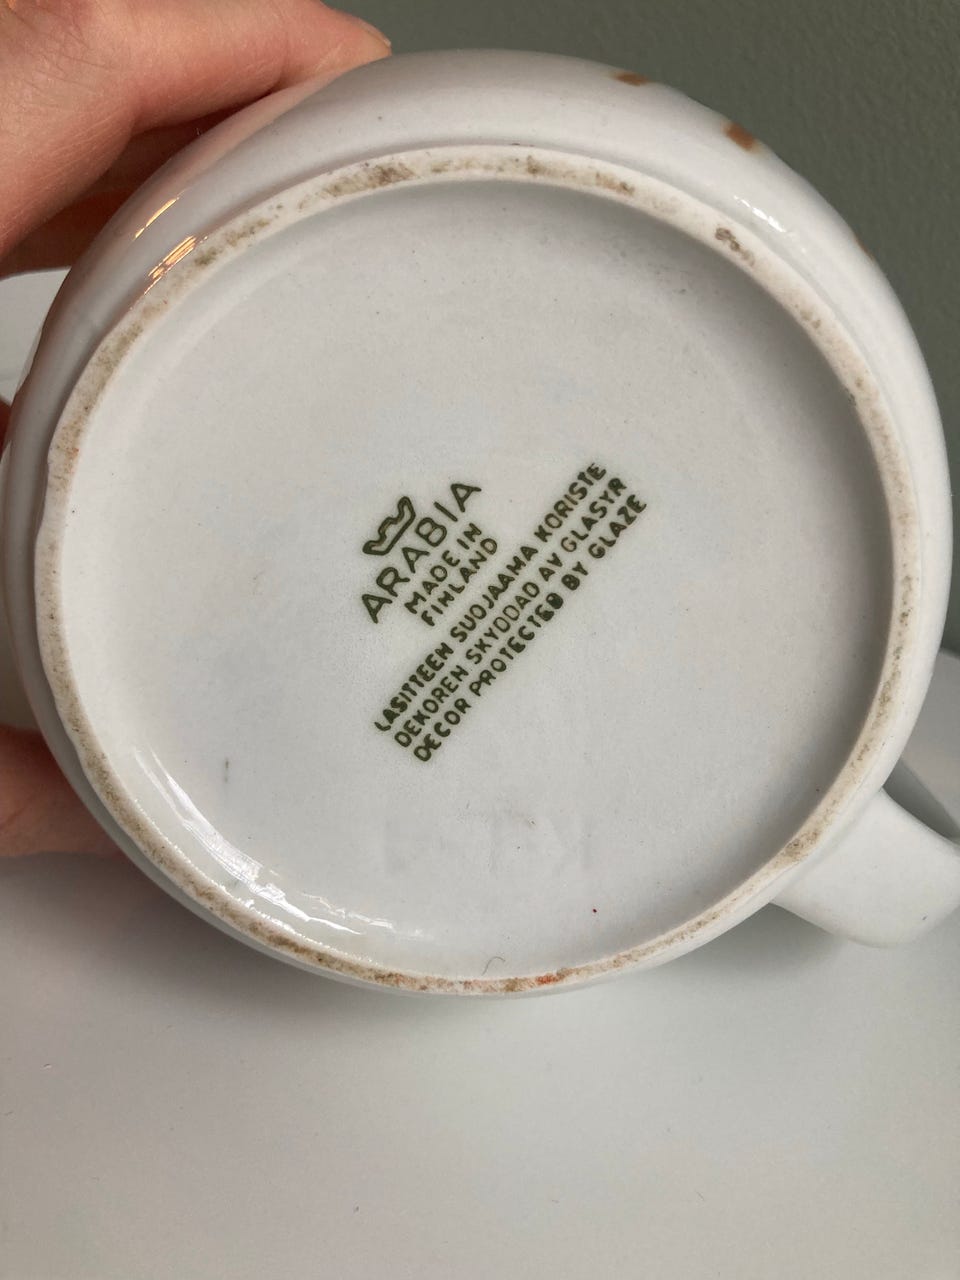 ARABIA
MADE IN
FINLAND
LASITTEEN SUOJAAMA KORISTE
DEKOREN SKYDDAD AV GLASYR
DECOR PROTECTED BY GLAZE